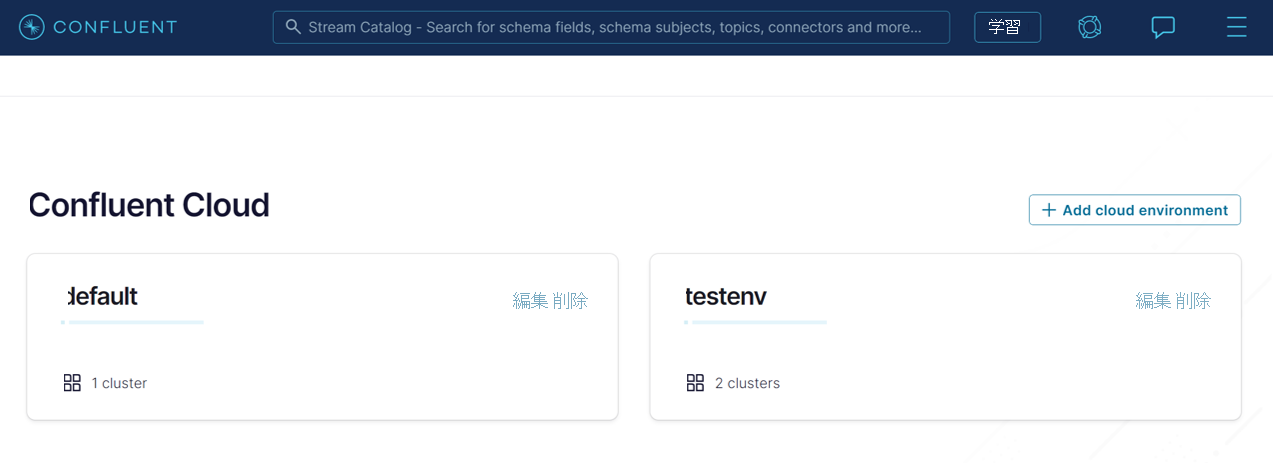 CONFLUENT Stream Catalog - Search for schema fields, schema subjects, topics, connectors and more... 学習
Confluent Cloud + Add cloud environment
default 編集 削除 testenv 編集 削除
1 cluster 2 clusters